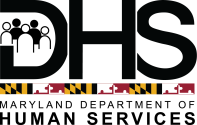 DHS
MARYLAND DEPARTMENT OF
HUMAN SERVICES